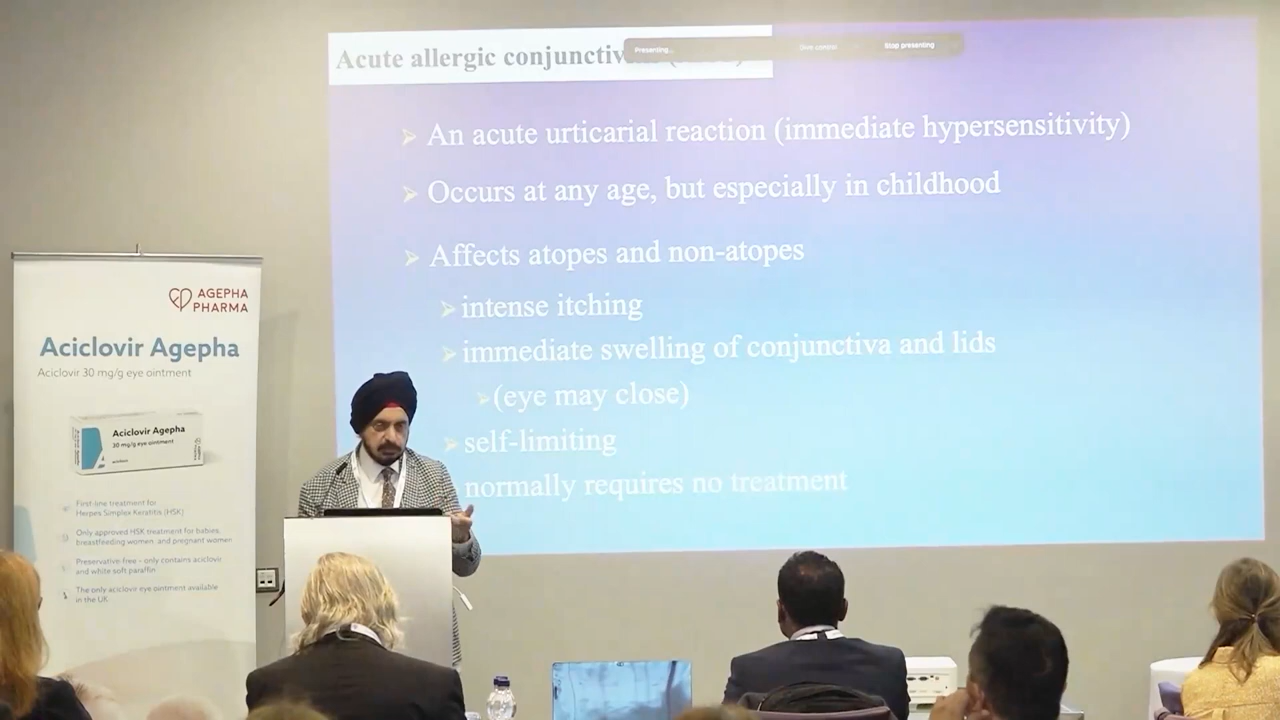 Acute allergic
Presenting...
Give control
Stop presenting
An acute urticarial reaction (immediate hypersensitivity)
Occurs at any age, but especially in childhood
Affects atopes and non-atopes
intense itching
immediate swelling of conjunctiva and lids
(eye may close)
self-limiting
normally requires no treatment
AGEPHA
PHARMA
Aciclovir Agepha
Aciclovir 30 mg/g eye ointment
Aciclovir Agepha
30 mg/g eye ointment
First-line treatment for
Herpes Simplex Keratitis (HSK)
Only approved HSK treatment for babies,
breastfeeding women, and pregnant women
Preservative free - only contains aciclovir
and white soft paraffin
The only aciclovir eye ointment available
in the UK